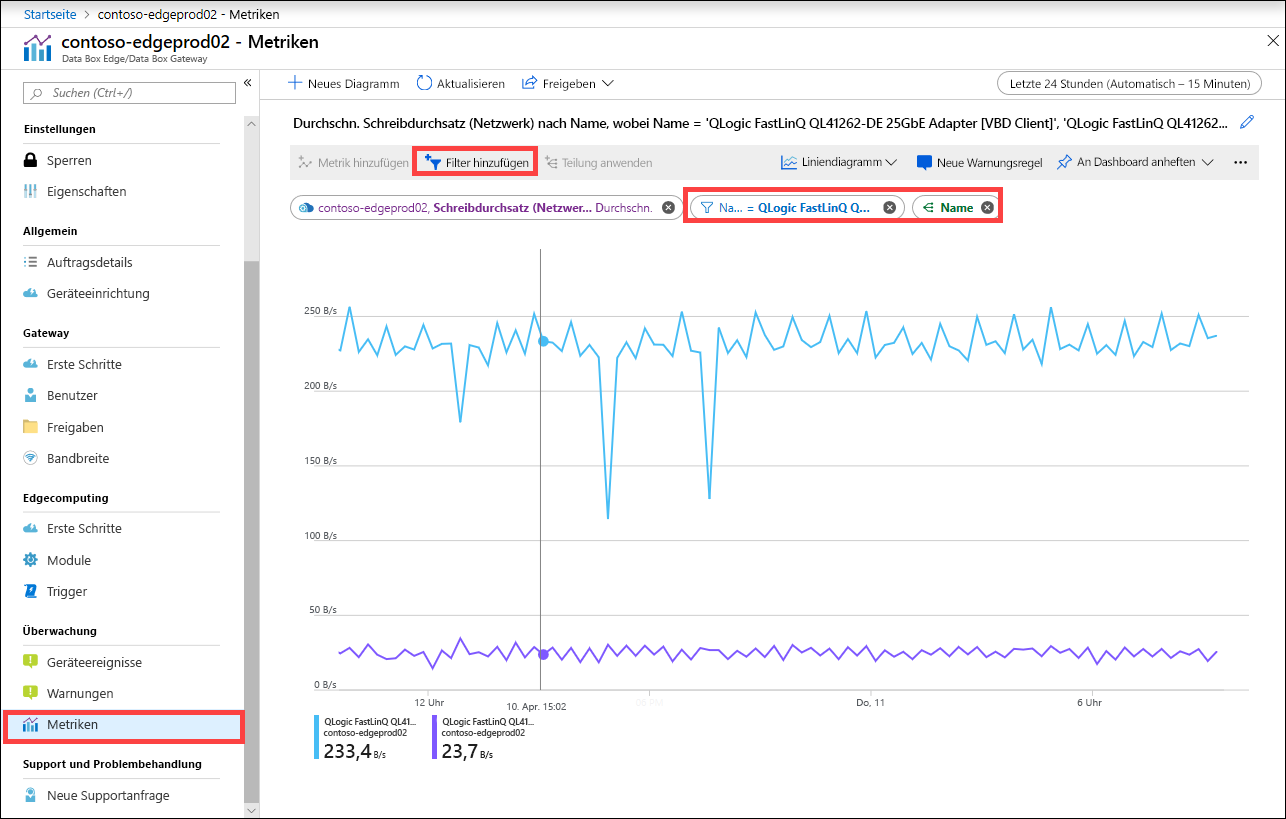 Startseite > contoso-edgeprod02 - Metriken
contoso-edgeprod02 - Metriken
Data Box Edge/Data Box Gateway
Suchen (Ctrl+/)
Einstellungen
Sperren
Eigenschaften
Allgemein
Auftragsdetails
Geräteeinrichtung
Gateway
Erste Schritte
Benutzer
Freigaben
Bandbreite
Edgecomputing
Erste Schritte
Module
Trigger
Überwachung
Geräteereignisse
Warnungen
Metriken
Support und Problembehandlung
Neue Supportanfrage
Neues Diagramm Aktualisieren Freigeben Letzte 24 Stunden (Automatisch – 15 Minuten)
Durchschn. Schreibdurchsatz (Netzwerk) nach Name, wobei Name = 'QLogic FastLinQ QL41262-DE 25GbE Adapter [VBD Client]', 'QLogic FastLinQ QL41262...
Metrik hinzufügen Filter hinzufügen Teilung anwenden Liniendiagramm Neue Warnungsregel An Dashboard anheften ...
contoso-edgeprod02, Schreibdurchsatz (Netzwer... Durchschn. Na... = QLogic FastLinQ Q... Name
250 B/s
200 B/s
150 B/s
100 B/s
50 B/s
0 B/s
12 Uhr 10. Apr. 15:02 Do, 11 6 Uhr
QLogic FastLinQ QL41...
contoso-edgeprod02
233,4 B/s
QLogic FastLinQ QL41...
contoso-edgeprod02
23,7 B/s